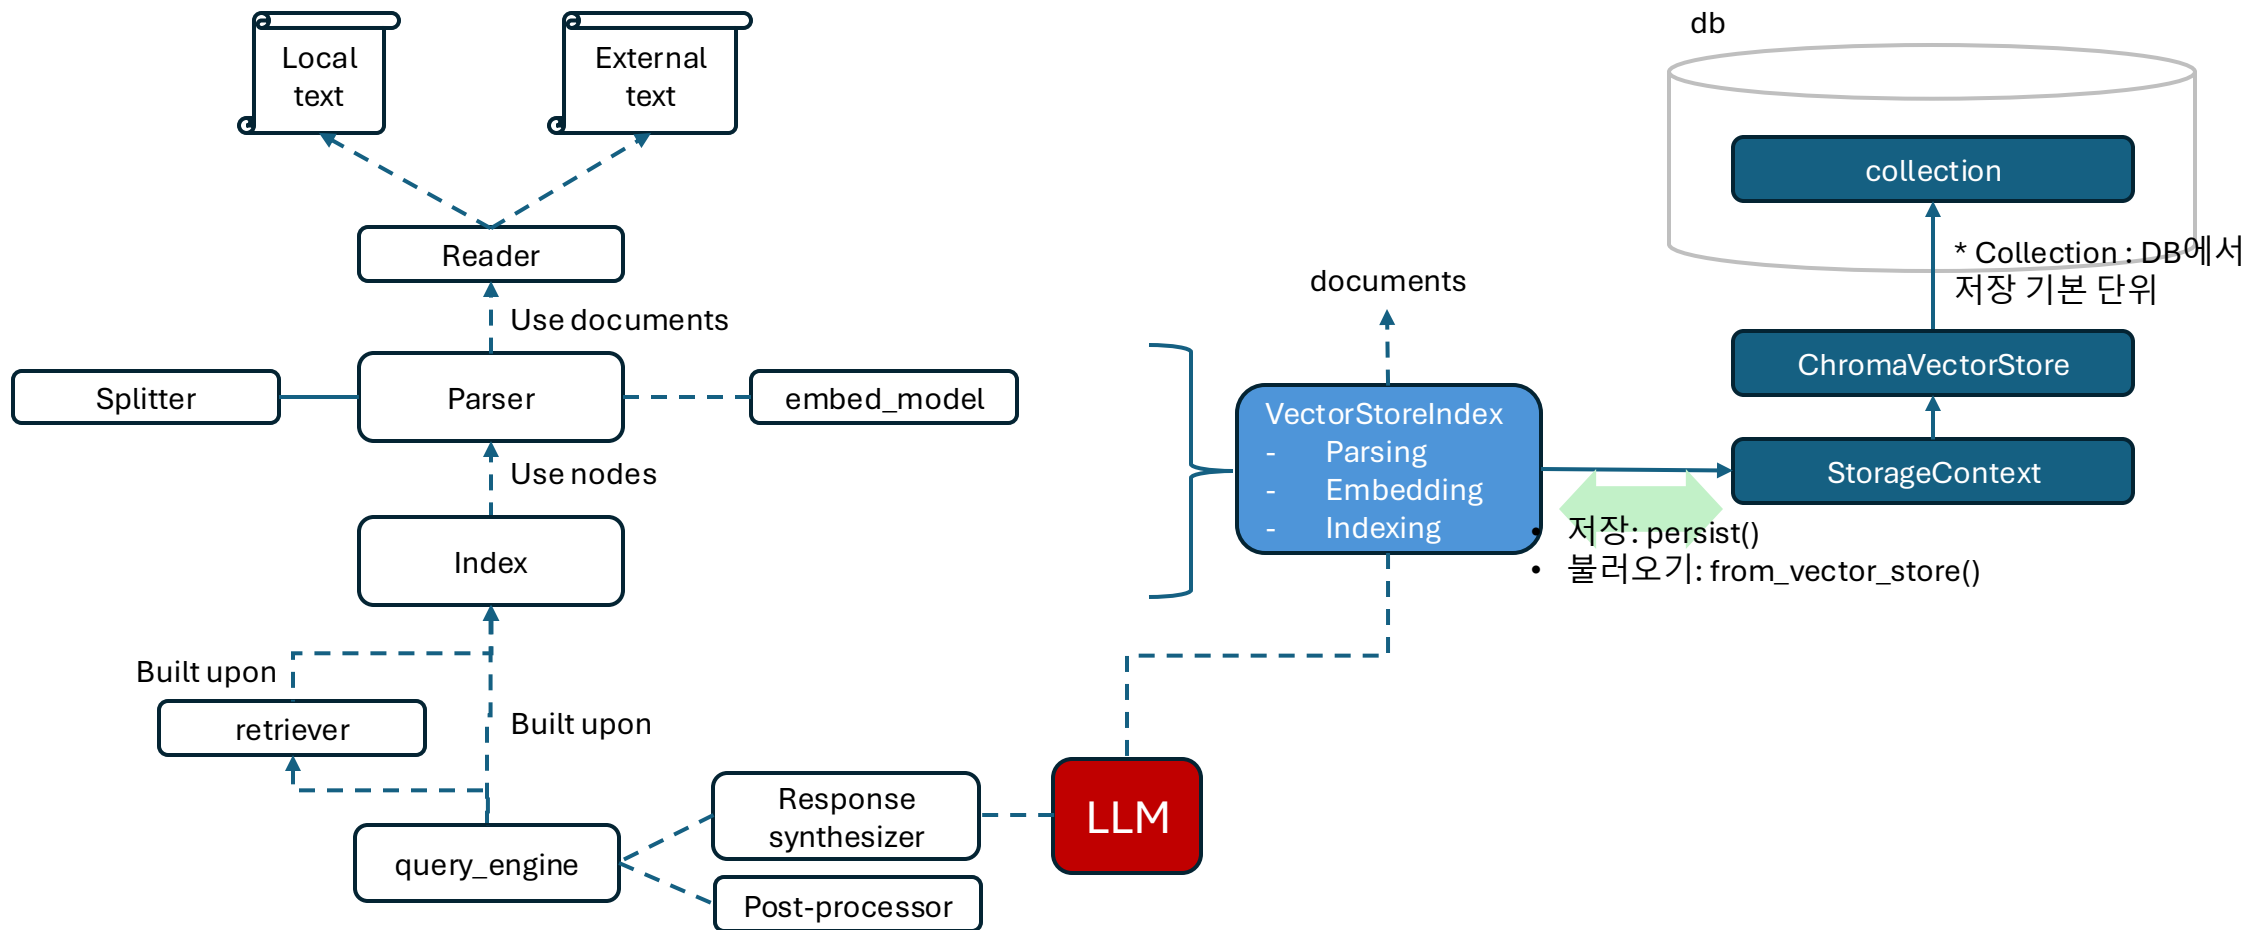 Local
text
External
text
Reader
Use documents
Splitter
Parser
embed_model
Use nodes
Index
Built upon
retriever
Built upon
query_engine
Response
synthesizer
Post-processor
LLM
documents
VectorStoreIndex
- Parsing
- Embedding
- Indexing
• 저장: persist()
• 불러오기: from_vector_store()
db
collection
* Collection : DB에서
저장 기본 단위
ChromaVectorStore
StorageContext